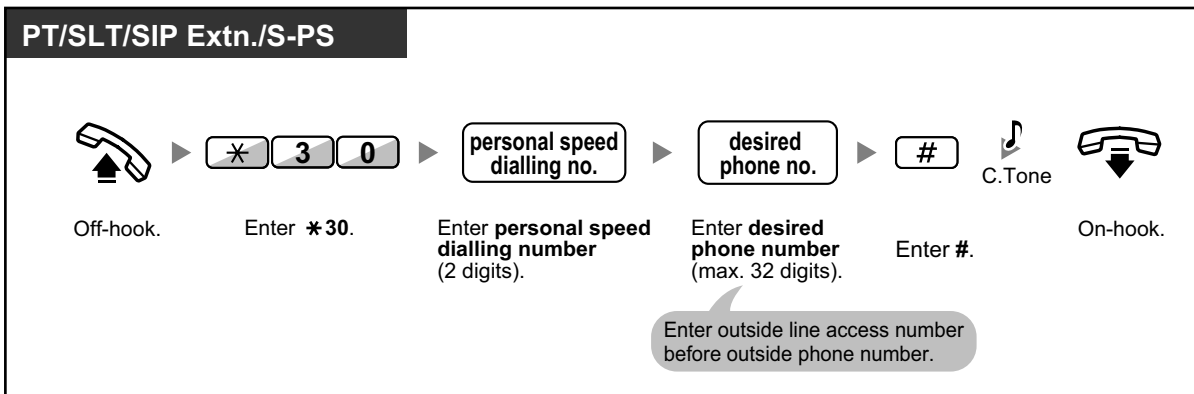 PT/SLT/SIP Extn./S-PS
✳ 3 0
personal speed
dialling no.
desired
phone no.
#
C.Tone
Off-hook.
Enter ✳30.
Enter personal speed
dialling number
(2 digits).
Enter desired
phone number
(max. 32 digits).
Enter #.
On-hook.
Enter outside line access number
before outside phone number.